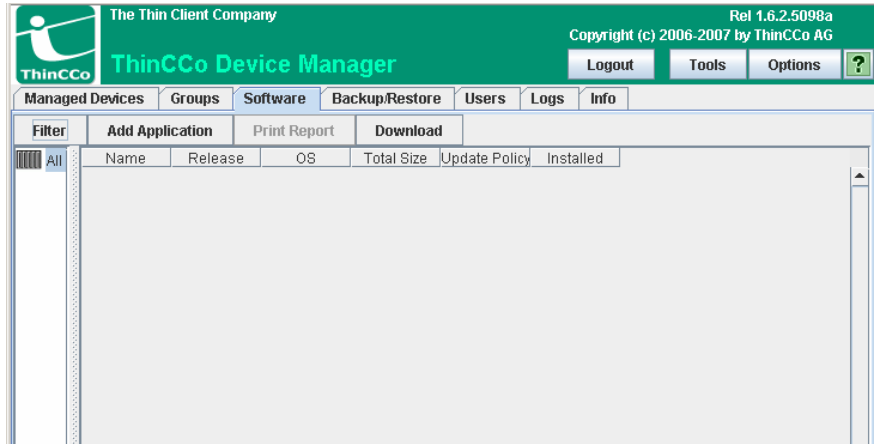 The Thin Client Company
Rel 1.6.2.5098a
Copyright (c) 2006-2007 by ThinCCo AG
ThinCCo
ThinCCo Device Manager
Logout Tools Options ?
Managed Devices Groups Software Backup/Restore Users Logs Info
Filter Add Application Print Report Download
All Name Release OS Total Size Update Policy Installed